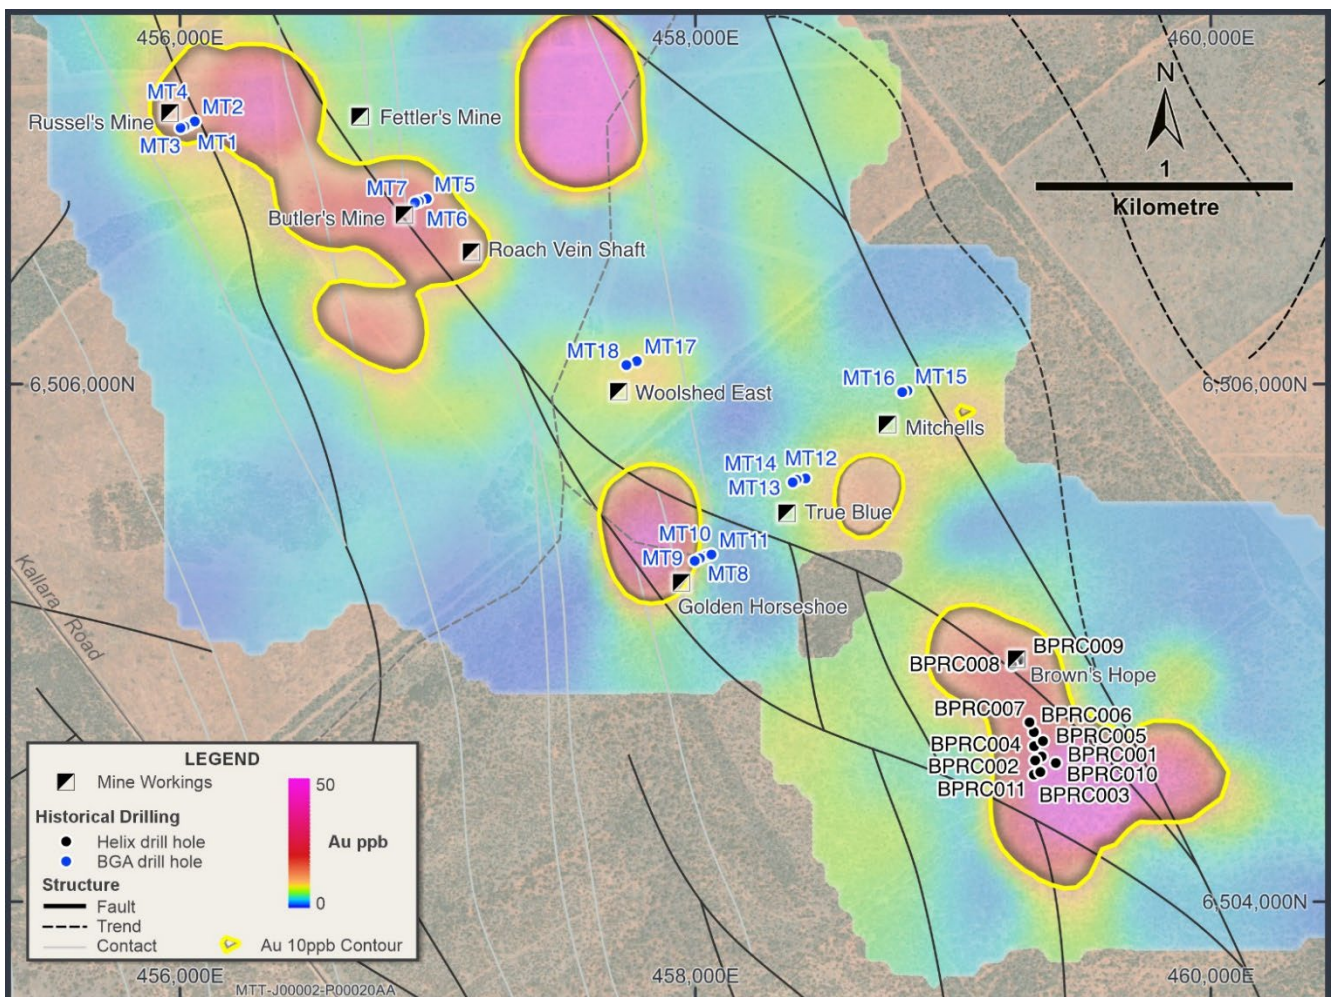 456,000E
458,000E
460,000E
N
1
Kilometre
MT4
MT2
Russel's Mine
MT3
MT1
Fettler's Mine
MT7
MT5
Butler's Mine
MT6
Roach Vein Shaft
MT18
MT17
6,506,000N
6,506,000N
Woolshed East
MT16
MT15
Mitchells
MT14
MT12
MT13
True Blue
MT10
MT11
MT9
MT8
Golden Horseshoe
Kallara Road
BPRC009
BPRC008
Brown's Hope
BPRC007
BPRC006
BPRC005
BPRC004
BPRC001
BPRC002
BPRC010
BPRC011
BPRC003
6,504,000N
LEGEND
Mine Workings
Historical Drilling
Helix drill hole
BGA drill hole
Structure
Fault
Trend
Contact
50
Au ppb
0
Au 10ppb Contour
456,000E
458,000E
460,000E
MTT-J00002-P00020AA